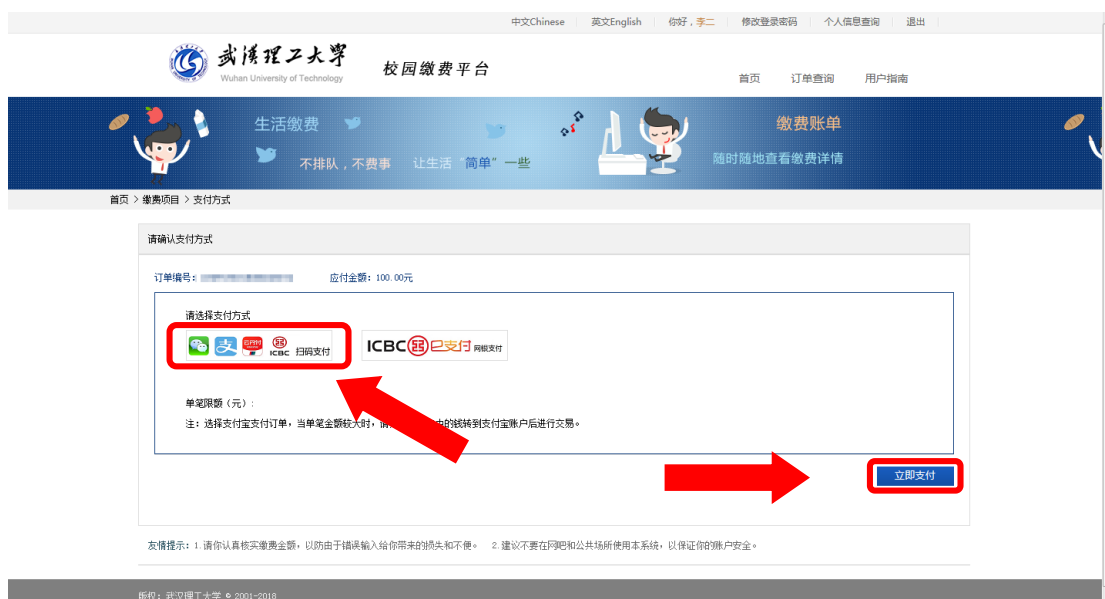 中文Chinese 英文English 你好，李二 修改登录密码 个人信息查询 退出
武汉理工大学
Wuhan University of Technology
校园缴费平台
首页 订单查询 用户指南
生活缴费
不排队，不费事 让生活“简单”一些
缴费账单
随时随地查看缴费详情
首页 > 缴费项目 > 支付方式
请确认支付方式
订单编号： 应付金额：100.00元
请选择支付方式
支 ICBC 扫码支付 ICBC e支付 网银支付
单笔限额（元）：
注：选择支付宝支付订单，当单笔金额较大时， 的钱转到支付宝账户后进行交易。
立即支付
友情提示：1.请你认真核实缴费金额，以防由于错误输入给你带来的损失和不便。 2.建议不要在网吧和公共场所使用本系统，以保证你的账户安全。
版权：武汉理工大学 © 2001-2018